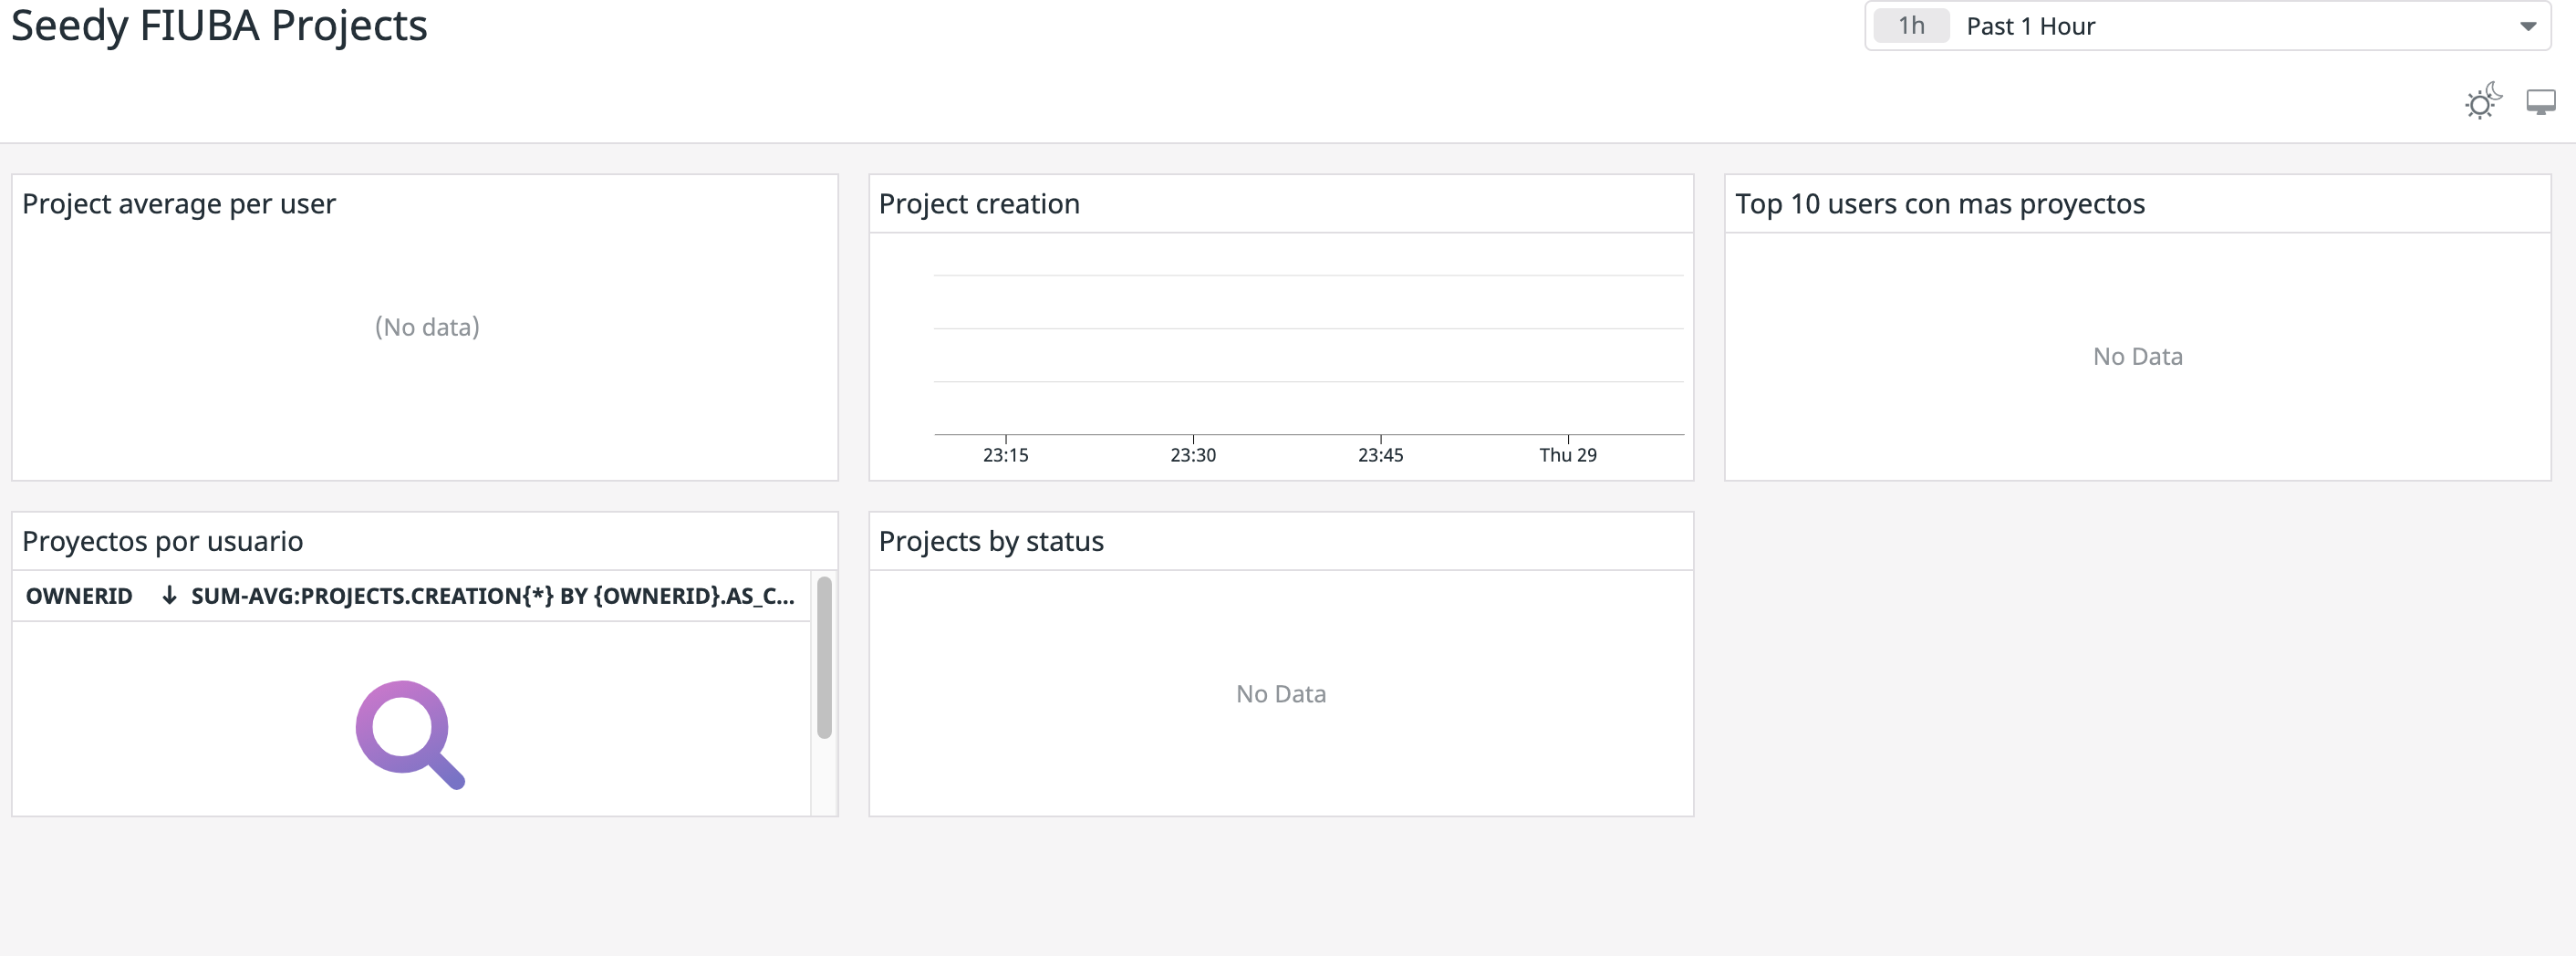 Seedy FIUBA Projects
1h Past 1 Hour
Project average per user
(No data)
Project creation
23:15 23:30 23:45 Thu 29
Top 10 users con mas proyectos
No Data
Proyectos por usuario
OWNERID ↓ SUM-AVG:PROJECTS.CREATION{*} BY {OWNERID}.AS_C...
Projects by status
No Data